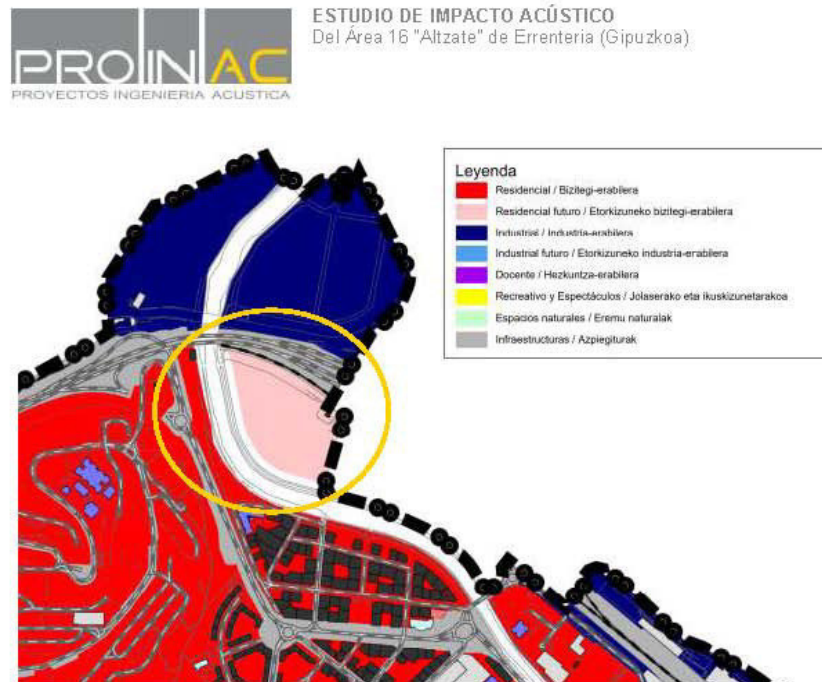 ESTUDIO DE IMPACTO ACÚSTICO
Del Área 16 "Altzate" de Errenteria (Gipuzkoa)
PROINAC
PROYECTOS INGENIERIA ACUSTICA
Leyenda
Residencial / Bizitegi-erabilera
Residencial futuro / Etorkizuneko bizitegi-erabilera
Industrial / Industria-erabilera
Industrial futuro / Etorkizuneko industria-erabilera
Docente / Hezkuntza-erabilera
Recreativo y Espectáculos / Jolaserako eta ikuskizunetarakoa
Espacios naturales / Eremu naturalak
Infraestructuras / Azpiegiturak